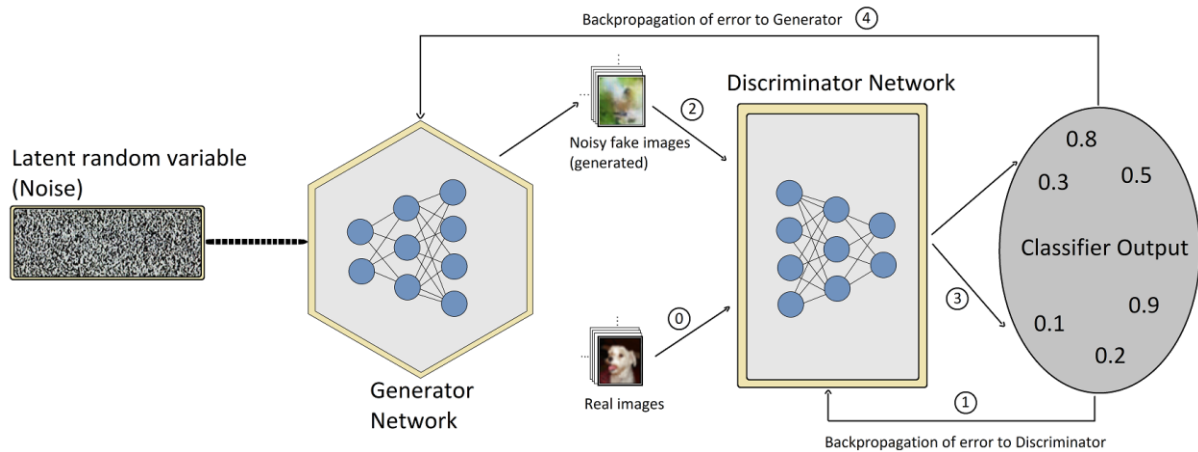 Backpropagation of error to Generator 4
Discriminator Network
2
Noisy fake images
(generated)
Latent random variable
(Noise)
0.8
0.3
0.5
Classifier Output
3
0
0.1
0.9
0.2
Generator
Network
Real images
1
Backpropagation of error to Discriminator